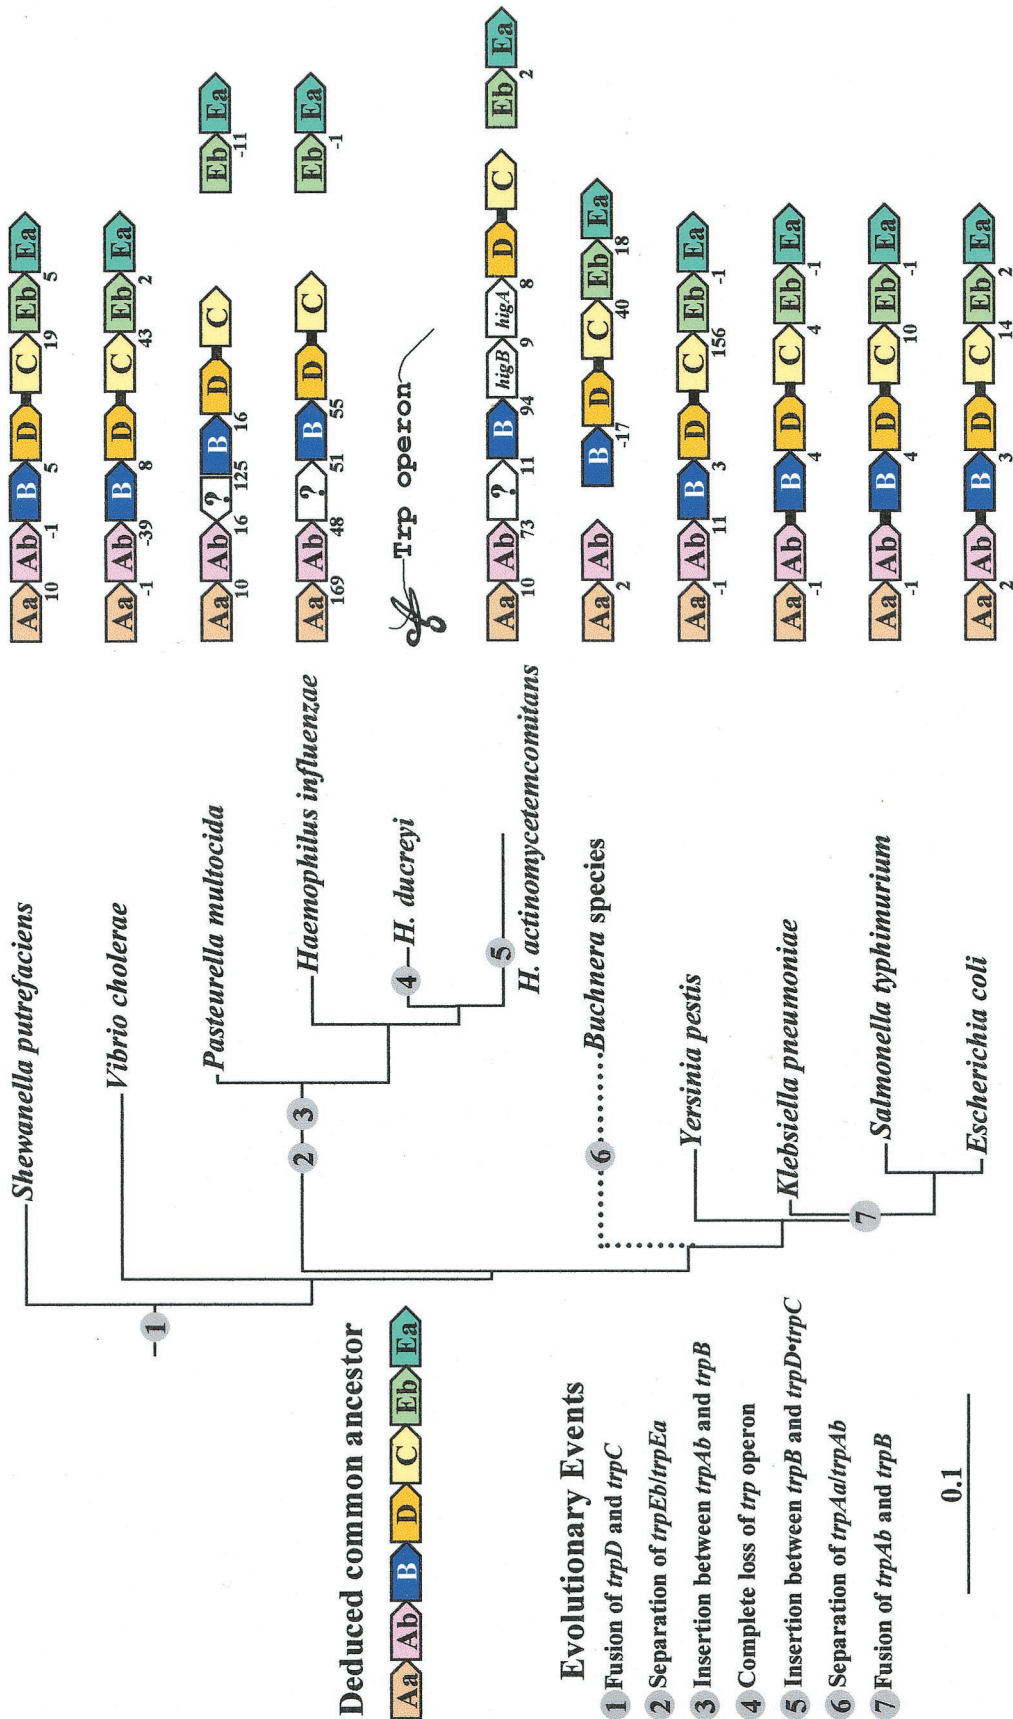 Shewanella putrefaciens
Aa Ab B D C Eb Ea
10 -1 5 19 5
Vibrio cholerae
Aa Ab B D C Eb Ea
-1 -39 8 43 2
Pasteurella multocida
Aa Ab ? B D C Eb Ea
10 16 125 16 -11
Haemophilus influenzae
Aa Ab ? B D C Eb Ea
169 48 51 55 -1
H. ducreyi
Trp operon
H. actinomycetemcomitans
Aa Ab ? B higB higA D C Eb Ea
10 73 11 94 9 8 2
Buchnera species
Aa Ab B D C Eb Ea
2 -17 40 18
Yersinia pestis
Aa Ab B D C Eb Ea
-1 11 3 156 -1
Klebsiella pneumoniae
Aa Ab B D C Eb Ea
-1 4 4 -1
Salmonella typhimurium
Aa Ab B D C Eb Ea
-1 4 10 -1
Escherichia coli
Aa Ab B D C Eb Ea
2 3 14 2
1
2
3
4
5
6
7
Deduced common ancestor
Aa Ab B D C Eb Ea
Evolutionary Events
1 Fusion of trpD and trpC
2 Separation of trpEb/trpEa
3 Insertion between trpAb and trpB
4 Complete loss of trp operon
5 Insertion between trpB and trpD•trpC
6 Separation of trpAa/trpAb
7 Fusion of trpAb and trpB
0.1